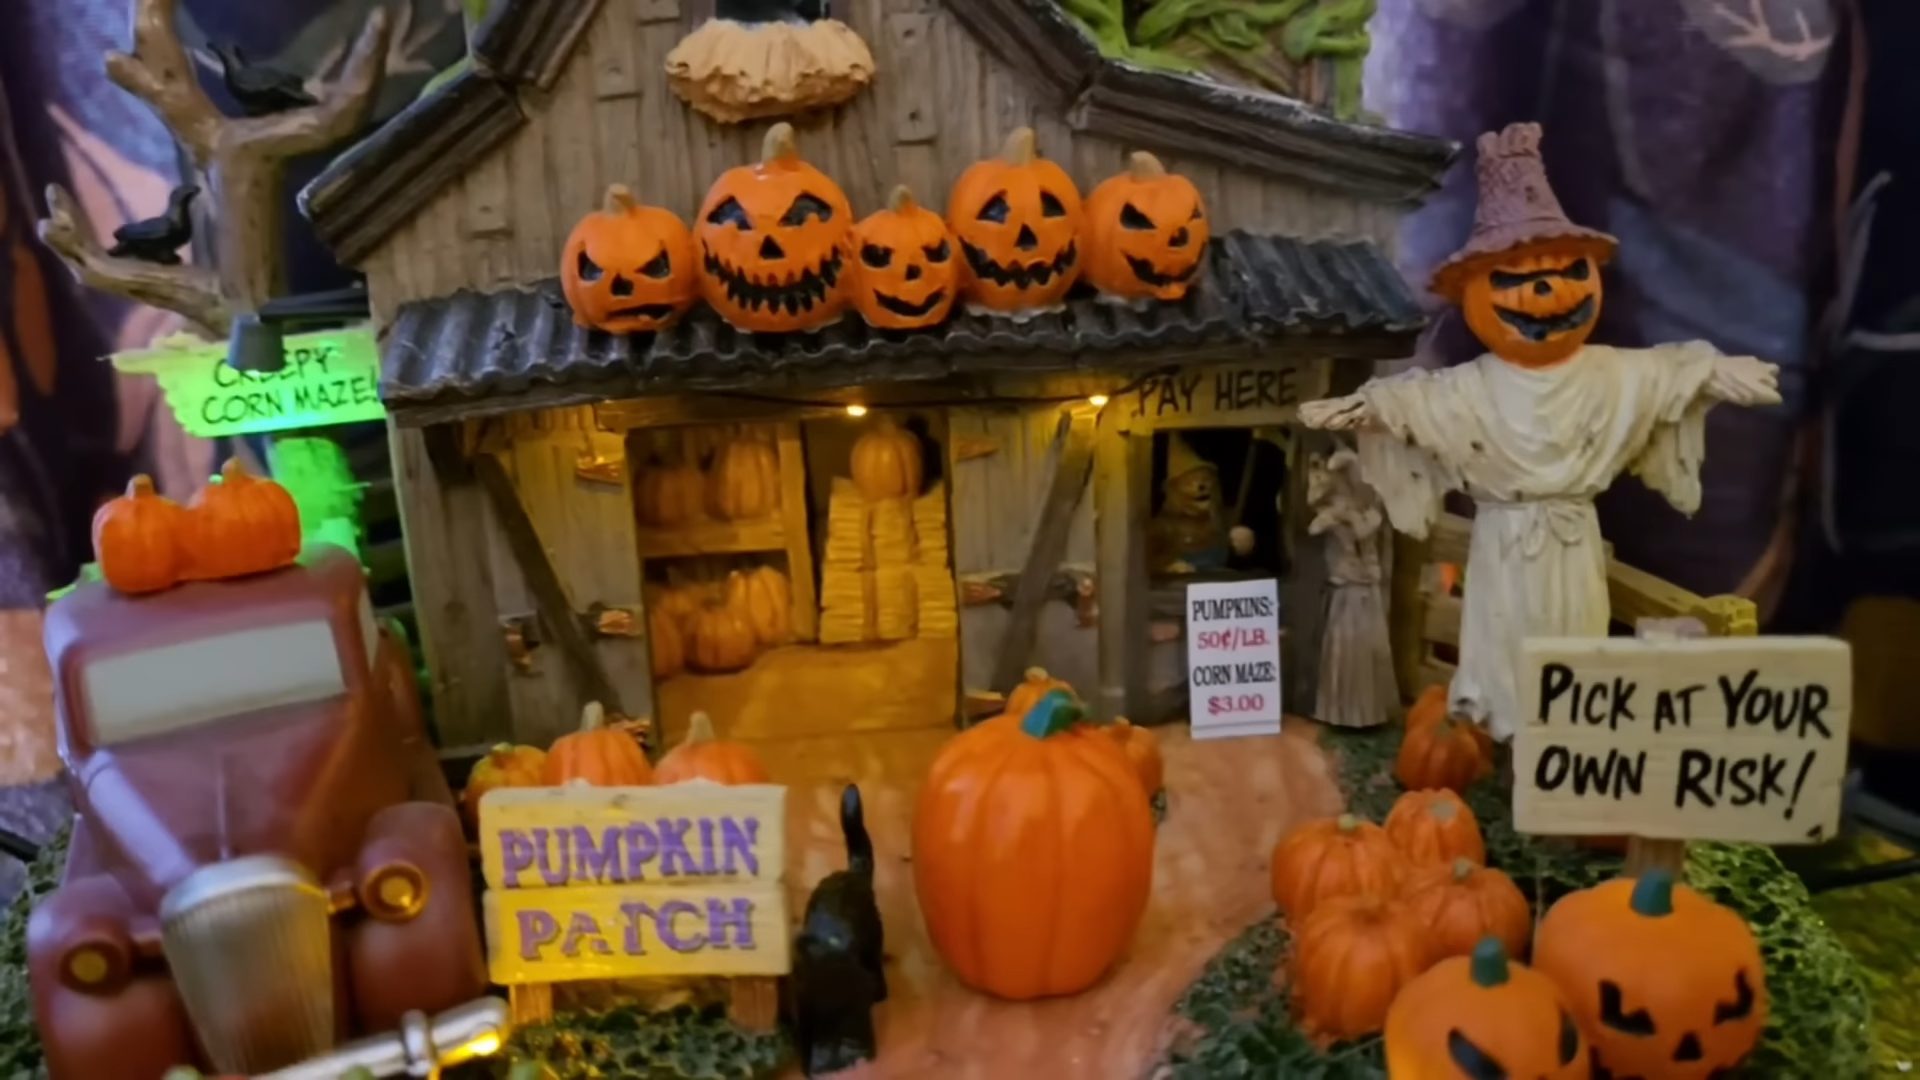 CREEPY
CORN MAZE!
PAY HERE
PUMPKINS:
50¢/LB.
CORN MAZE:
$3.00
PICK AT YOUR
OWN RISK!
PUMPKIN
PATCH